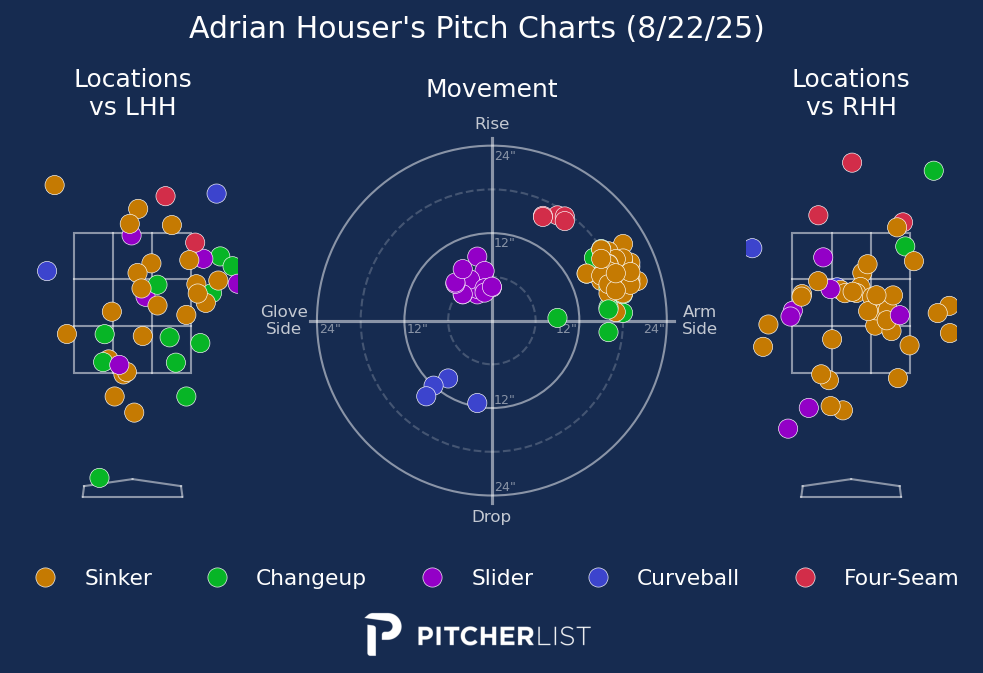 Adrian Houser's Pitch Charts (8/22/25)
Locations
vs LHH
Movement
Locations
vs RHH
Rise
24"
12"
Glove
Side
24"
12"
12"
24"
Arm
Side
12"
24"
Drop
Sinker
Changeup
Slider
Curveball
Four-Seam
PITCHERLIST